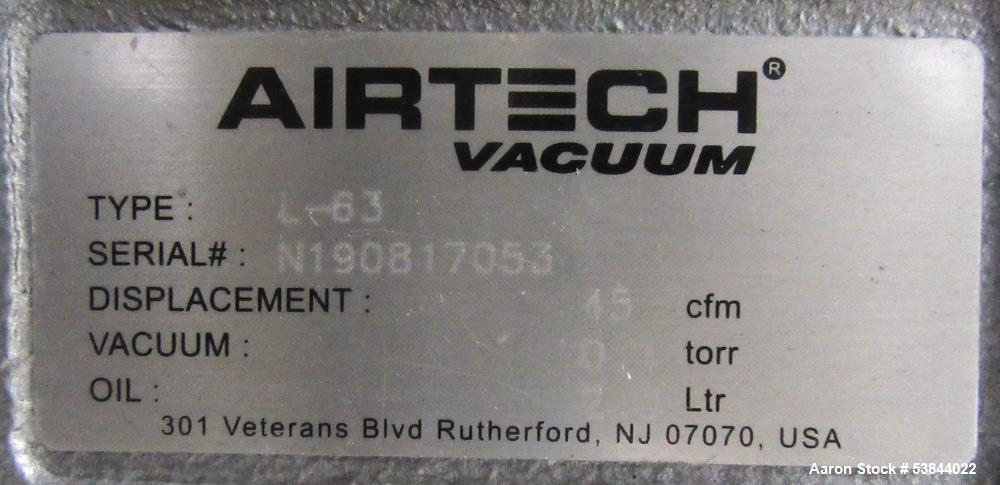 AIRTECH®
VACUUM
TYPE : L-63
SERIAL# : N190817053
DISPLACEMENT : 45 cfm
VACUUM : torr
OIL : 2 Ltr
301 Veterans Blvd Rutherford, NJ 07070, USA
Aaron Stock # 53844022